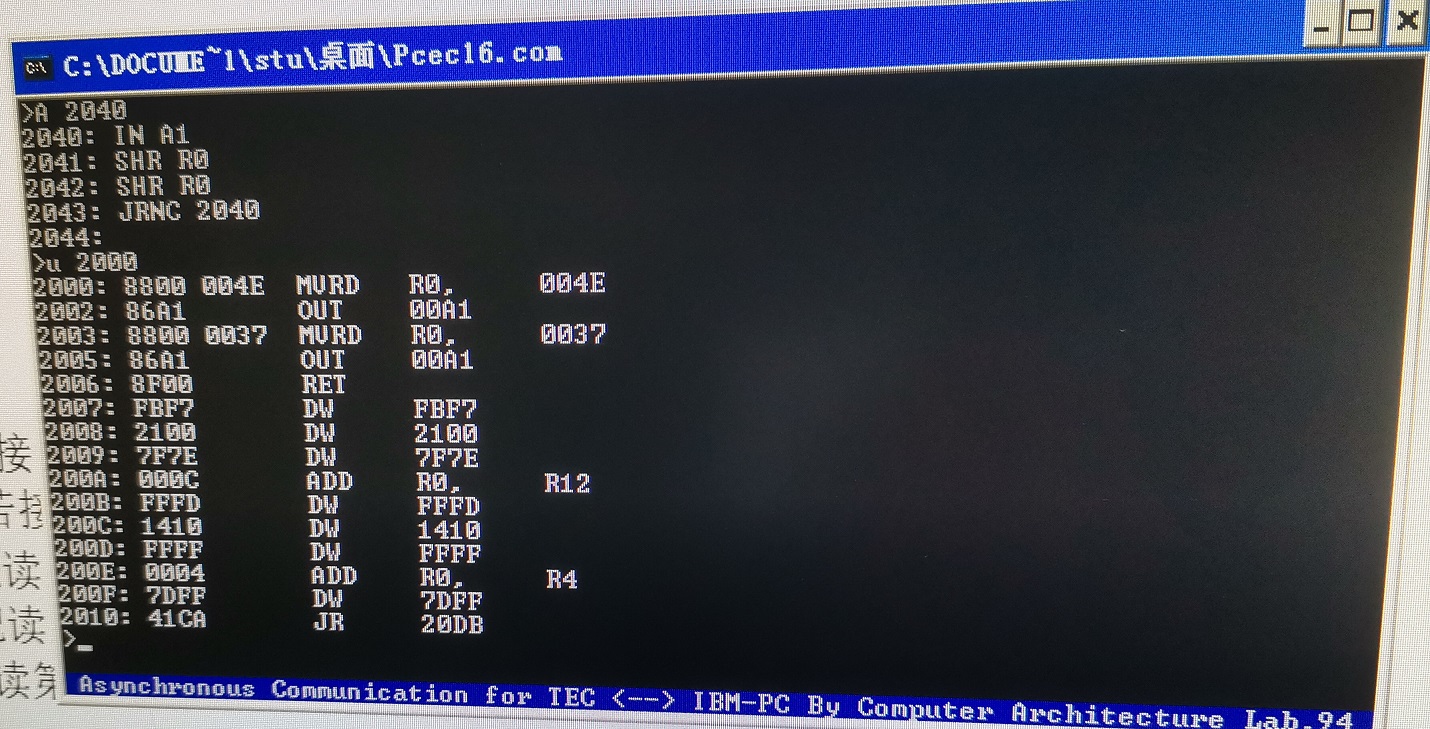 C:\DOCUME~1\stu\桌面\Pcec16.com
>A 2040
2040: IN A1
2041: SHR R0
2042: SHR R0
2043: JRNC 2040
2044:
>u 2000
2000: 8800 004E MVRD R0, 004E
2002: 86A1 OUT 00A1
2003: 8800 0037 MVRD R0, 0037
2005: 86A1 OUT 00A1
2006: 8F00 RET
2007: FBF7 DW FBF7
2008: 2100 DW 2100
2009: 7F7E DW 7F7E
200A: 000C ADD R0, R12
200B: FFFD DW FFFD
200C: 1410 DW 1410
200D: FFFF DW FFFF
200E: 0004 ADD R0, R4
200F: 7DFF DW 7DFF
2010: 41CA JR 20DB
>_
Asynchronous Communication for TEC <--> IBM-PC By Computer Architecture Lab.94
接
读
读
读第